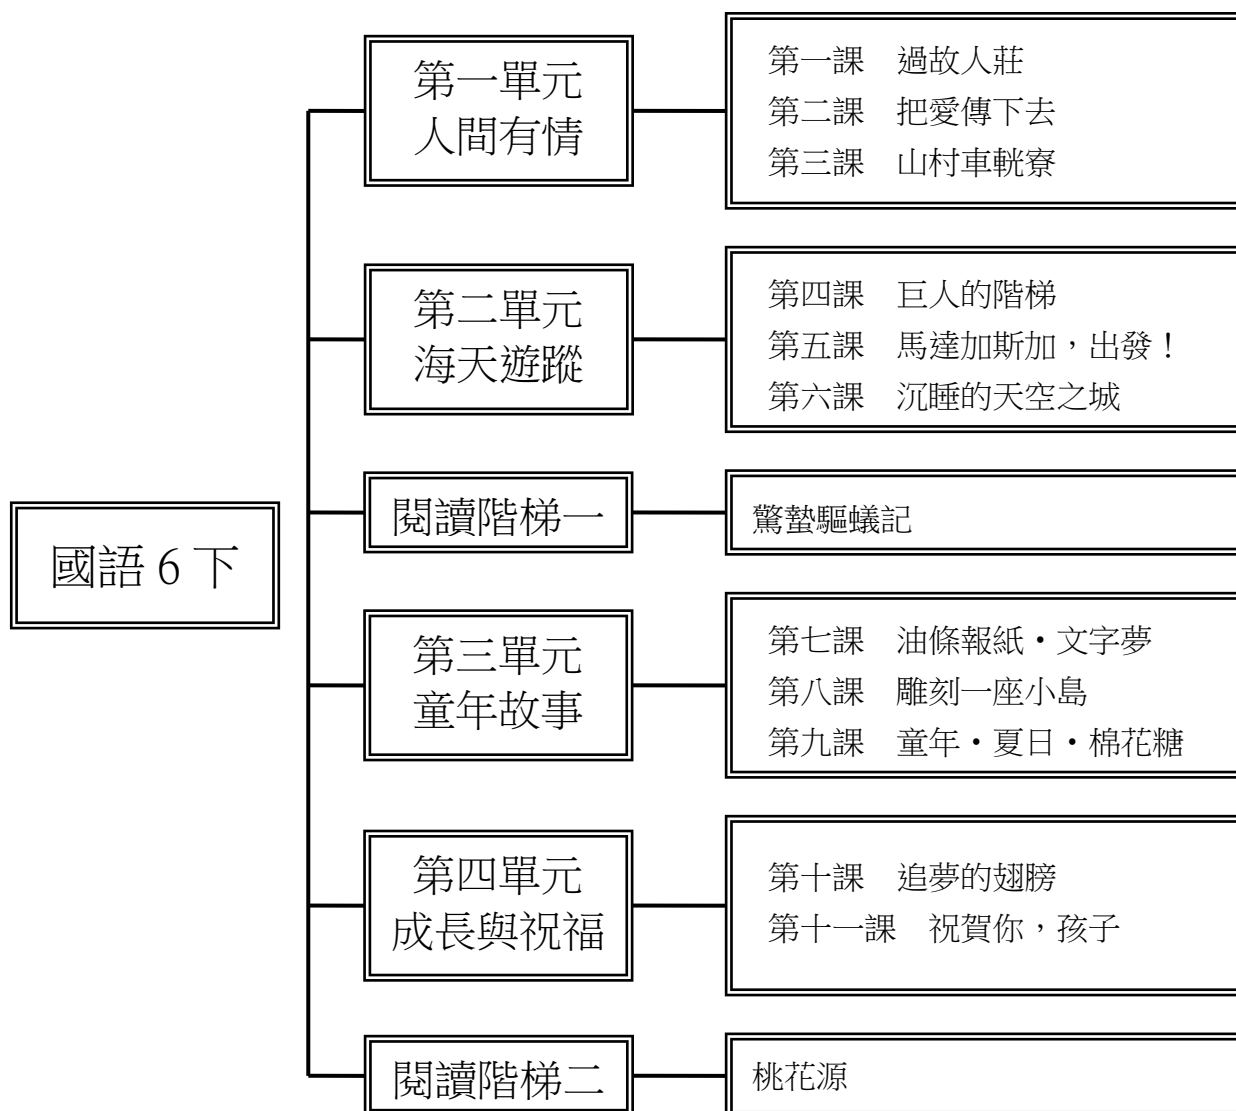 國語 6 下
第一單元
人間有情
第一課　過故人莊
第二課　把愛傳下去
第三課　山村車輄寮
第二單元
海天遊蹤
第四課　巨人的階梯
第五課　馬達加斯加，出發！
第六課　沉睡的天空之城
閱讀階梯一
驚蟄驅蟻記
第三單元
童年故事
第七課　油條報紙・文字夢
第八課　雕刻一座小島
第九課　童年・夏日・棉花糖
第四單元
成長與祝福
第十課　追夢的翅膀
第十一課　祝賀你，孩子
閱讀階梯二
桃花源